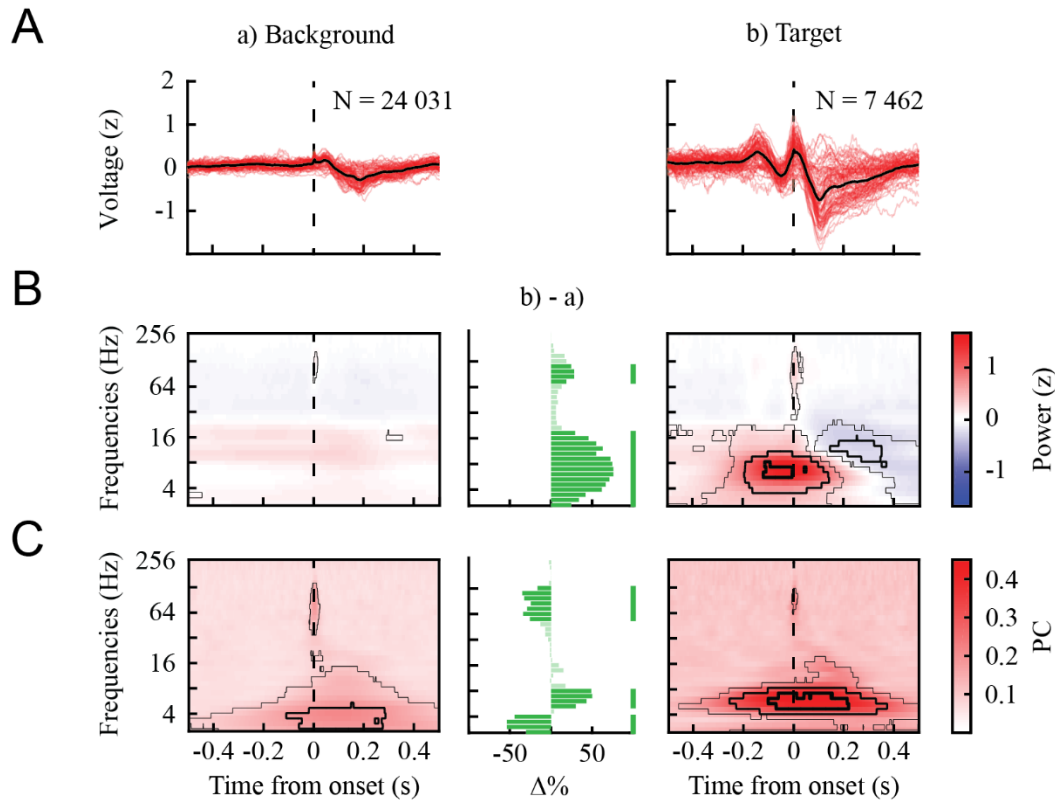 A
a) Background
b) Target
Voltage (z)
2
1
0
-1
N = 24 031
N = 7 462
B
b) - a)
Frequencies (Hz)
256
64
16
4
1
0
-1
Power (z)
C
Frequencies (Hz)
256
64
16
4
-0.4 -0.2 0 0.2 0.4
Time from onset (s)
-50 50
Δ%
-0.4 -0.2 0 0.2 0.4
Time from onset (s)
0.4
0.3
0.2
0.1
PC